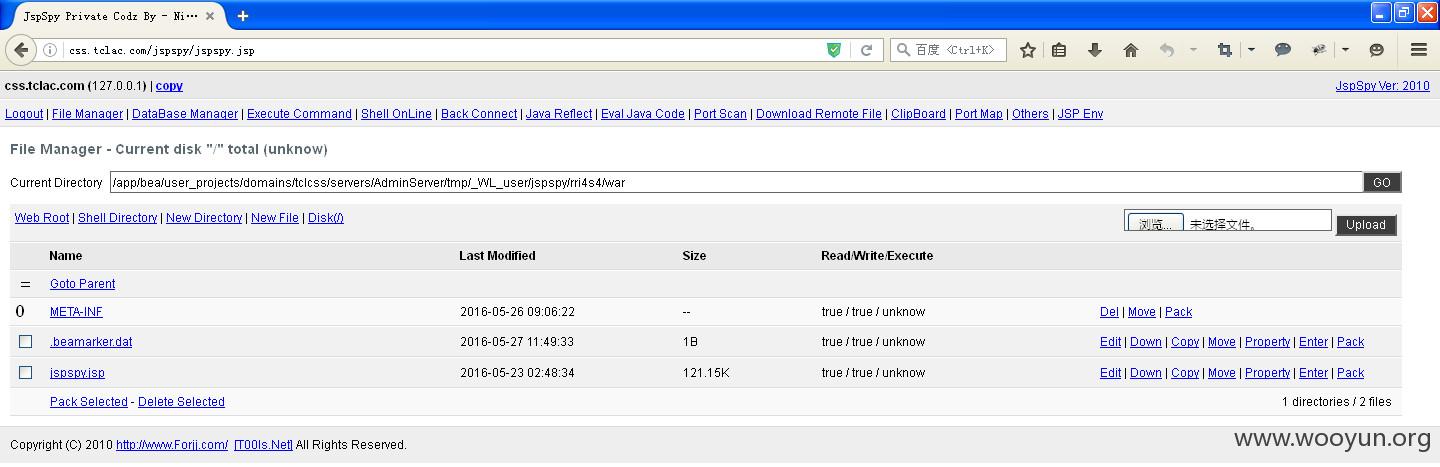 JspSpy Private Codz By - Ni...
css.tclac.com/jspspy/jspspy.jsp
百度 <Ctrl+K>
css.tclac.com (127.0.0.1) | copy
JspSpy Ver: 2010
Logout | File Manager | DataBase Manager | Execute Command | Shell OnLine | Back Connect | Java Reflect | Eval Java Code | Port Scan | Download Remote File | ClipBoard | Port Map | Others | JSP Env
File Manager - Current disk "/" total (unknow)
Current Directory /app/bea/user_projects/domains/tclcss/servers/AdminServer/tmp/_WL_user/jspspy/rri4s4/war GO
Web Root | Shell Directory | New Directory | New File | Disk(/) 浏览... 未选择文件。 Upload
Name Last Modified Size Read/Write/Execute
= Goto Parent
0 META-INF 2016-05-26 09:06:22 -- true / true / unknow Del | Move | Pack
.beamarker.dat 2016-05-27 11:49:33 1B true / true / unknow Edit | Down | Copy | Move | Property | Enter | Pack
jspspy.jsp 2016-05-23 02:48:34 121.15K true / true / unknow Edit | Down | Copy | Move | Property | Enter | Pack
Pack Selected - Delete Selected 1 directories / 2 files
Copyright (C) 2010 http://www.Forjj.com/ [T00ls.Net] All Rights Reserved.
www.wooyun.org